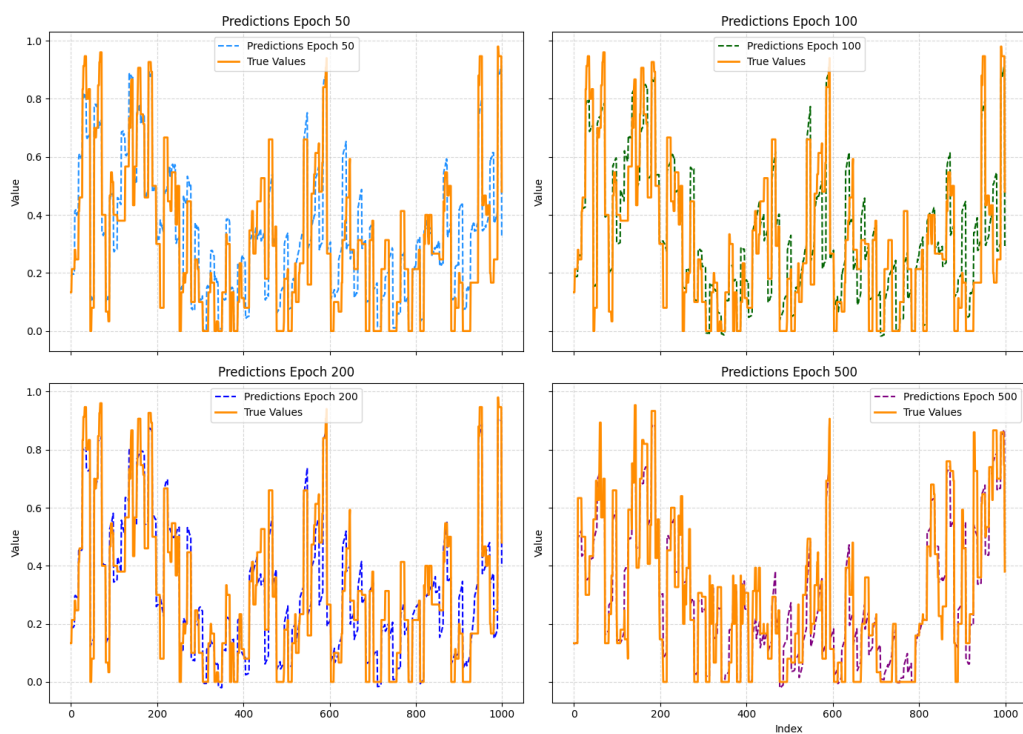 Predictions Epoch 50
Predictions Epoch 100
Predictions Epoch 50
True Values
Predictions Epoch 100
True Values
1.0
0.8
0.6
0.4
0.2
0.0
Value
Value
Predictions Epoch 200
Predictions Epoch 500
Predictions Epoch 200
True Values
Predictions Epoch 500
True Values
1.0
0.8
0.6
0.4
0.2
0.0
Value
Value
0 200 400 600 800 1000
0 200 400 600 800 1000
Index